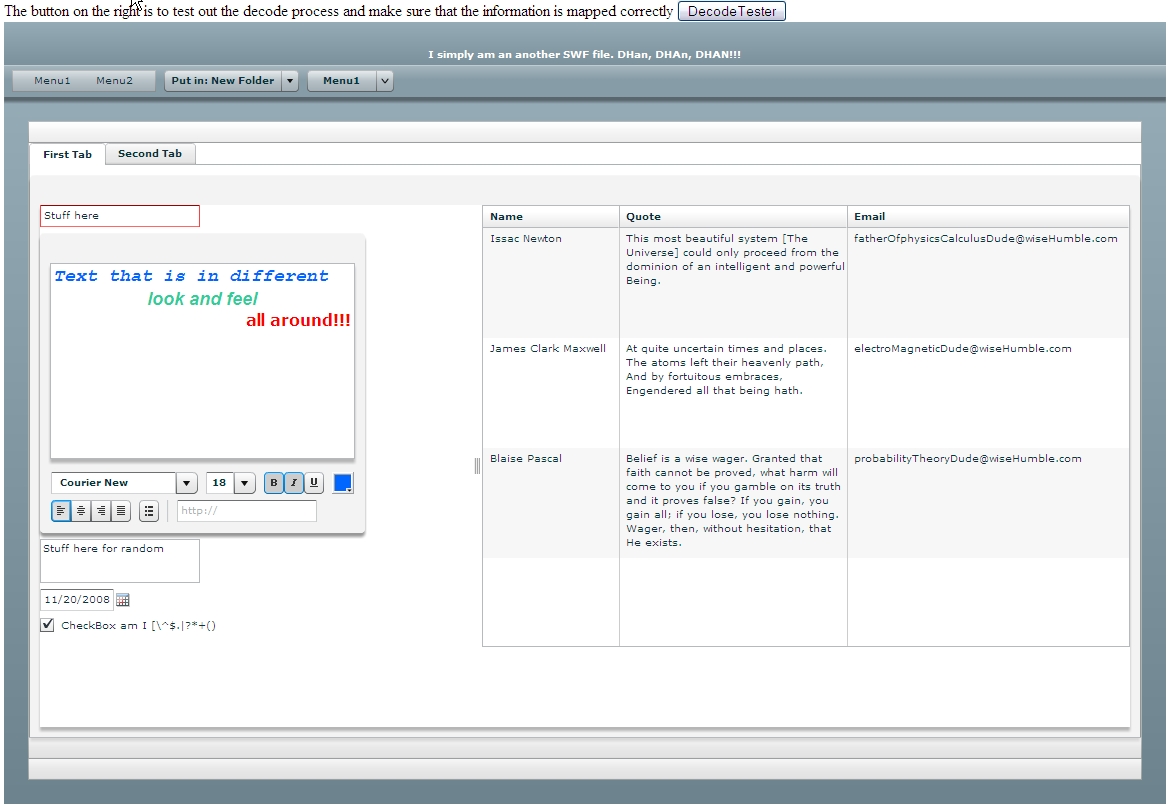 The button on the right is to test out the decode process and make sure that the information is mapped correctly DecodeTester
I simply am an another SWF file. DHan, DHAn, DHAN!!!
Menu1 Menu2 Put in: New Folder Menu1
First Tab Second Tab
Stuff here
Text that is in different
look and feel
all around!!!
Courier New 18 B I U
http://
Stuff here for random
11/20/2008
CheckBox am I [\^$.|?*+()
Name Quote Email
Issac Newton
This most beautiful system [The
Universe] could only proceed from the
dominion of an intelligent and powerful
Being.
fatherOfphysicsCalculusDude@wiseHumble.com
James Clark Maxwell
At quite uncertain times and places.
The atoms left their heavenly path,
And by fortuitous embraces,
Engendered all that being hath.
electroMagneticDude@wiseHumble.com
Blaise Pascal
Belief is a wise wager. Granted that
faith cannot be proved, what harm will
come to you if you gamble on its truth
and it proves false? If you gain, you
gain all; if you lose, you lose nothing.
Wager, then, without hesitation, that
He exists.
probabilityTheoryDude@wiseHumble.com